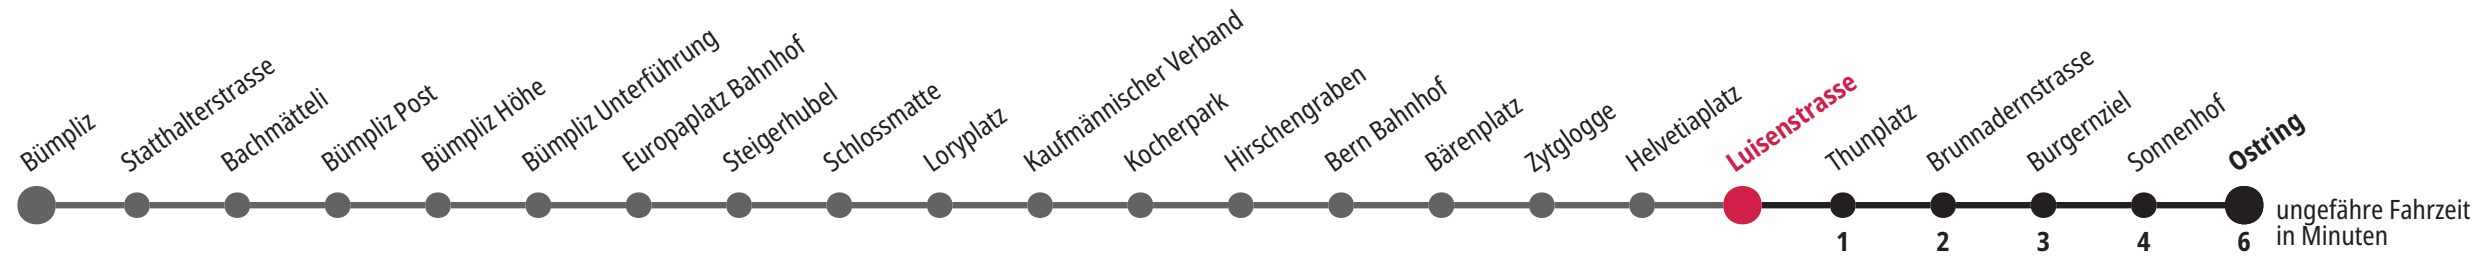 Bümpliz
Statthalterstrasse
Bachmätteli
Bümpliz Post
Bümpliz Höhe
Bümpliz Unterführung
Europaplatz Bahnhof
Steigerhubel
Schlossmatte
Loryplatz
Kaufmännischer Verband
Kocherpark
Hirschengraben
Bern Bahnhof
Bärenplatz
Zytglogge
Helvetiaplatz
Luisenstrasse
Thunplatz
Brunnadernstrasse
Burgernziel
Sonnenhof
Ostring
1 2 3 4 6
ungefähre Fahrzeit
in Minuten